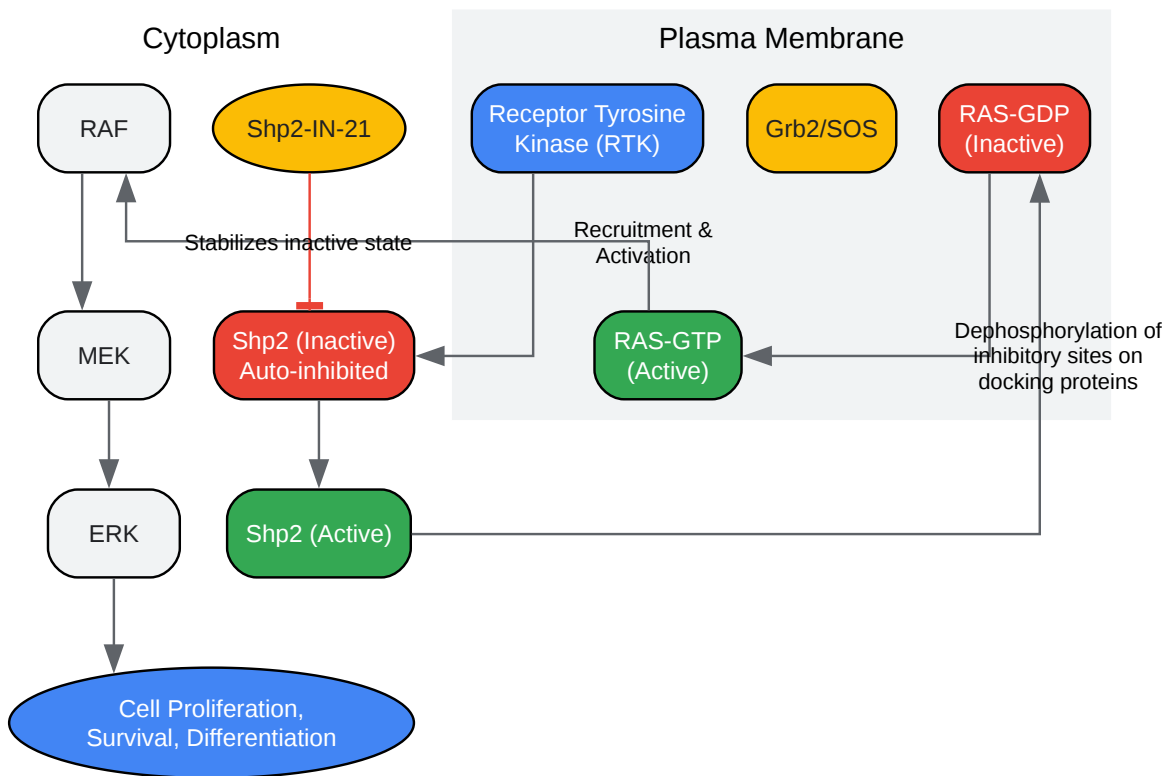 Cytoplasm
Plasma Membrane
RAF
Shp2-IN-21
Receptor Tyrosine
Kinase (RTK)
Grb2/SOS
RAS-GDP
(Inactive)
Stabilizes inactive state
Recruitment &
Activation
MEK
Shp2 (Inactive)
Auto-inhibited
RAS-GTP
(Active)
Dephosphorylation of
inhibitory sites on
docking proteins
ERK
Shp2 (Active)
Cell Proliferation,
Survival, Differentiation